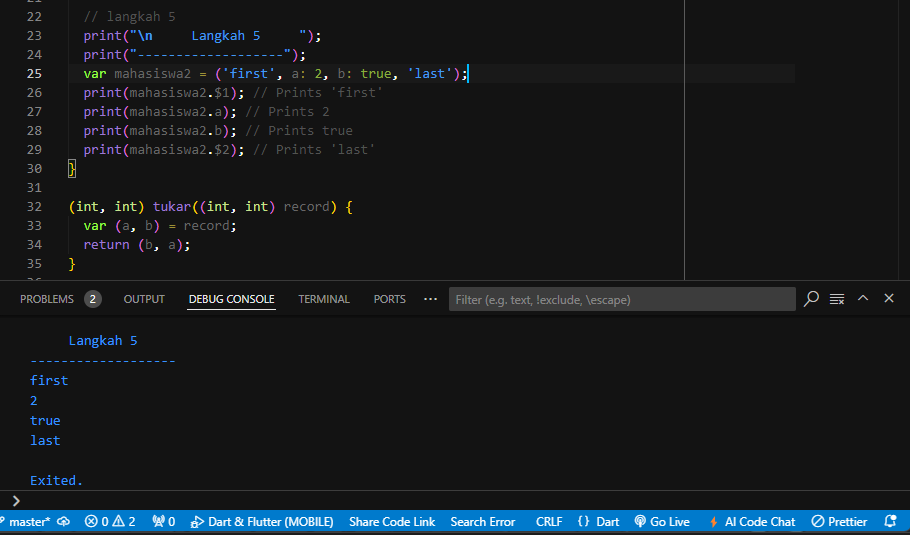 22 // langkah 5
23 print("\n     Langkah 5     ");
24 print("-------------------");
25 var mahasiswa2 = ('first', a: 2, b: true, 'last');
26 print(mahasiswa2.$1); // Prints 'first'
27 print(mahasiswa2.a); // Prints 2
28 print(mahasiswa2.b); // Prints true
29 print(mahasiswa2.$2); // Prints 'last'
30 }
31
32 (int, int) tukar((int, int) record) {
33 var (a, b) = record;
34 return (b, a);
35 }
PROBLEMS 2 OUTPUT DEBUG CONSOLE TERMINAL PORTS ··· Filter (e.g. text, !exclude, \escape)
Langkah 5
-------------------
first
2
true
last
Exited.
>
master* 0 2 0 Dart & Flutter (MOBILE) Share Code Link Search Error CRLF {} Dart Go Live AI Code Chat Prettier